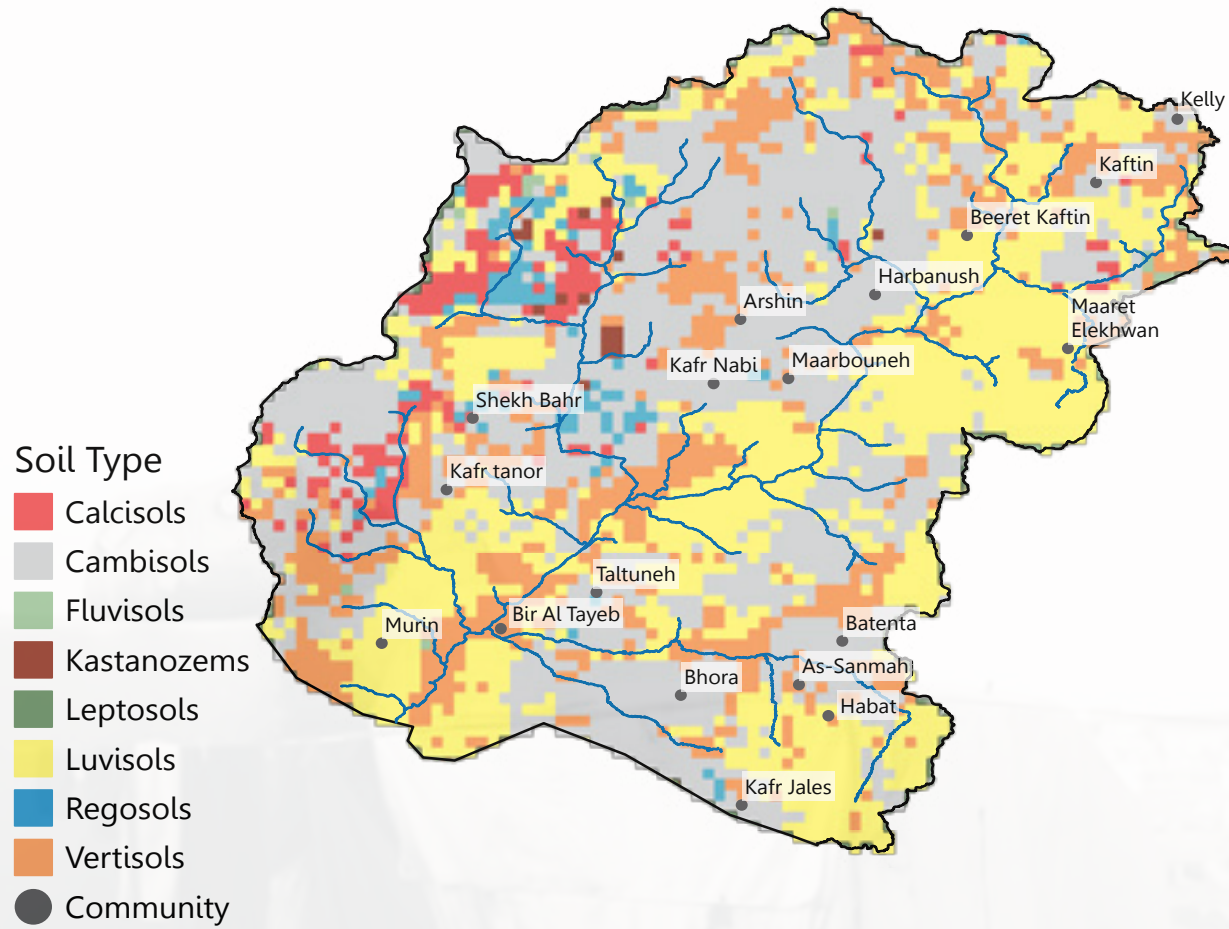 Kelly
Kaftin
Beeret Kaftin
Harbanush
Arshin
Maaret
Elekhwan
Kafr Nabi
Maarbouneh
Shekh Bahr
Kafr tanor
Taltuneh
Bir Al Tayeb
Murin
Batenta
As-Sanmah
Bhora
Habat
Kafr Jales
Soil Type
Calcisols
Cambisols
Fluvisols
Kastanozems
Leptosols
Luvisols
Regosols
Vertisols
Community